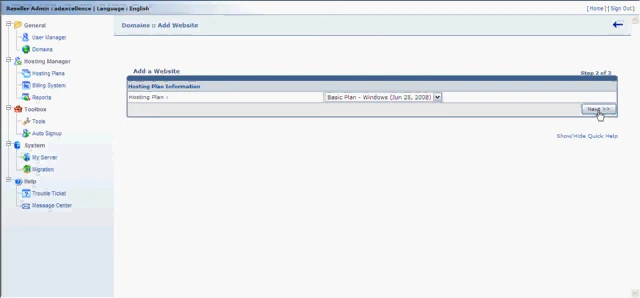 Reseller Admin : adexcellence | Language : English
[ Home ] [ Sign Out ]
General
User Manager
Domains
Hosting Manager
Hosting Plans
Billing System
Reports
Toolbox
Tools
Auto Signup
System
My Server
Migration
Help
Trouble Ticket
Message Center
Domains :: Add Website
Add a Website
Step 2 of 3
Hosting Plan Information
Hosting Plan :
Basic Plan - Windows (Jun 25, 2008)
Next >>
Show/Hide Quick Help